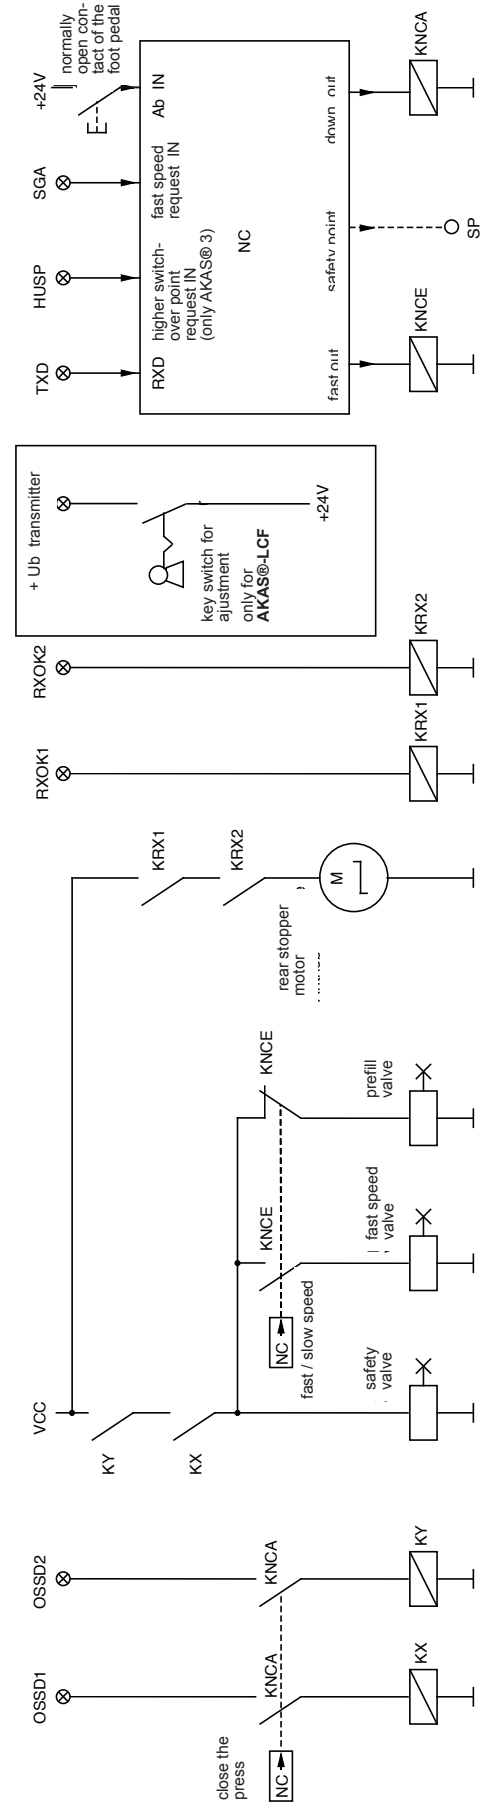 OSSD1
OSSD2
VCC
RXOK1
RXOK2
+ Ub transmitter
TXD
HUSP
SGA
+24V
normally
open con-
tact of the
foot pedal
close the
press
NC
KNCA
KNCA
KX
KY
KY
KX
NC
fast / slow speed
KNCE
KNCE
safety
valve
fast speed
valve
prefill
valve
KRX1
KRX2
rear stopper
motor
M
KRX1
KRX2
key switch for
ajustment
only for
AKAS®-LCF
+24V
RXD
higher switch-
over point
request IN
(only AKAS® 3)
fast speed
request IN
Ab IN
NC
fast out
safety point
down out
KNCE
SP
KNCA